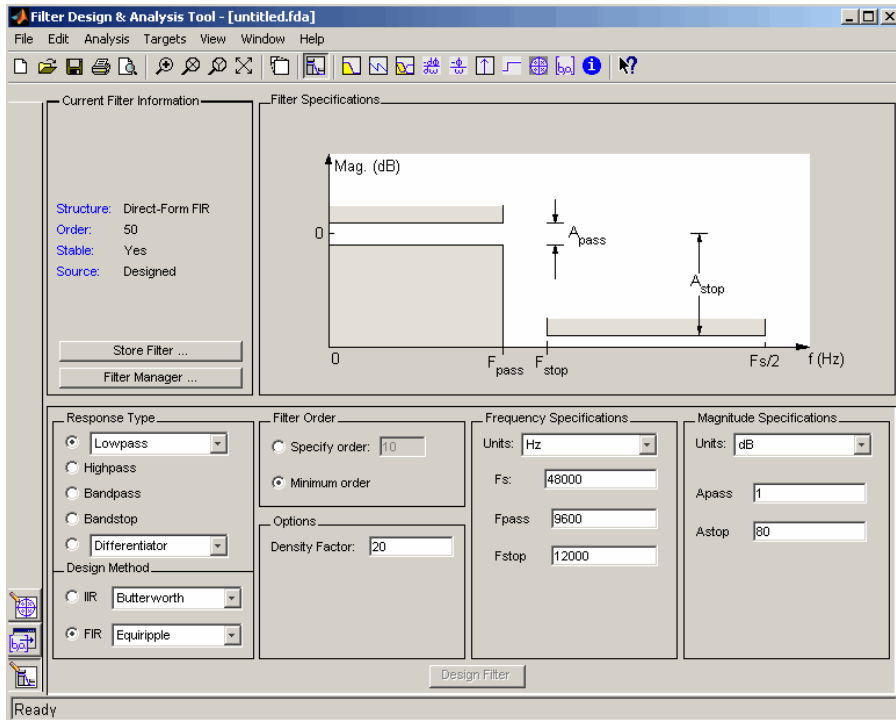 Filter Design & Analysis Tool - [untitled.fda]
File Edit Analysis Targets View Window Help
Current Filter Information
Structure: Direct-Form FIR
Order: 50
Stable: Yes
Source: Designed
Store Filter ...
Filter Manager ...
Filter Specifications
Mag. (dB)
0
Apass
Astop
0
Fpass
Fstop
Fs/2
f (Hz)
Response Type
Lowpass
Highpass
Bandpass
Bandstop
Differentiator
Design Method
IIR Butterworth
FIR Equiripple
Filter Order
Specify order: 10
Minimum order
Options
Density Factor: 20
Frequency Specifications
Units: Hz
Fs: 48000
Fpass 9600
Fstop 12000
Magnitude Specifications
Units: dB
Apass 1
Astop 80
Design Filter
Ready